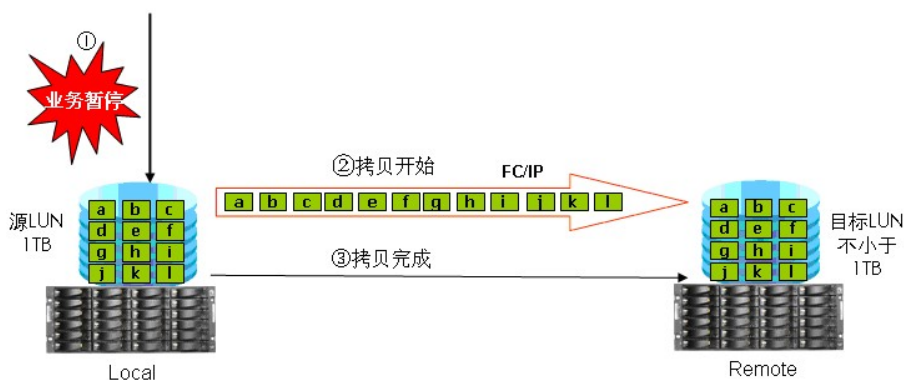 ①
业务暂停
②拷贝开始
FC/IP
a b c d e f g h i j k l
源LUN
1TB
a b c
d e f
g h i
j k l
③拷贝完成
a b c
d e f
g h i
j k l
目标LUN
不小于
1TB
Local
Remote